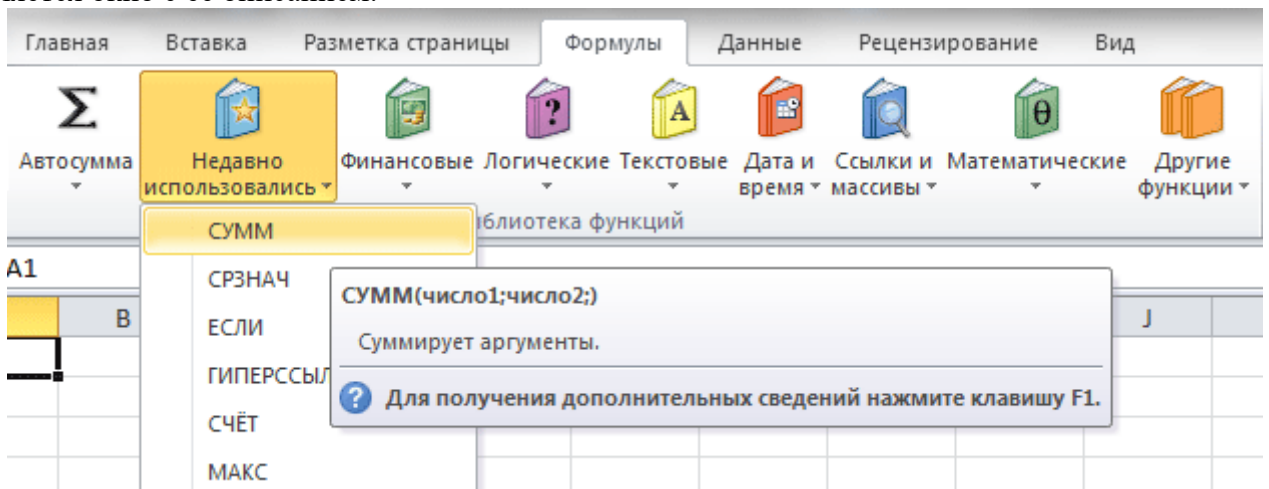 Главная Вставка Разметка страницы Формулы Данные Рецензирование Вид
Σ ? A θ
Автосумма Недавно использовались Финансовые Логические Текстовые Дата и время Ссылки и массивы Математические Другие функции
СУММ
функций
A1
B J
СРЗНАЧ
ЕСЛИ
СЧЁТ
МАКС
СУММ(число1;число2;)
Суммирует аргументы.
? Для получения дополнительных сведений нажмите клавишу F1.